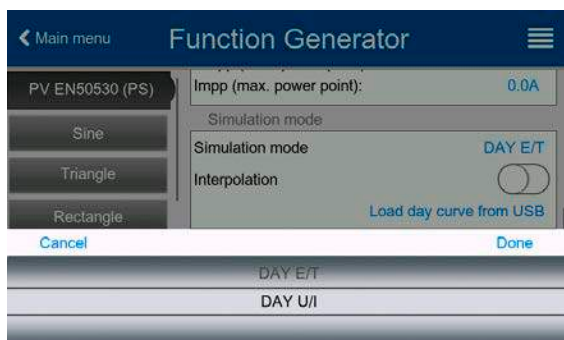 Main menu
Function Generator
PV EN50530 (PS)
Impp (max. power point):
0.0A
Sine
Simulation mode
Simulation mode
DAY E/T
Triangle
Interpolation
Rectangle
Load day curve from USB
Cancel
Done
DAY E/T
DAY U/I